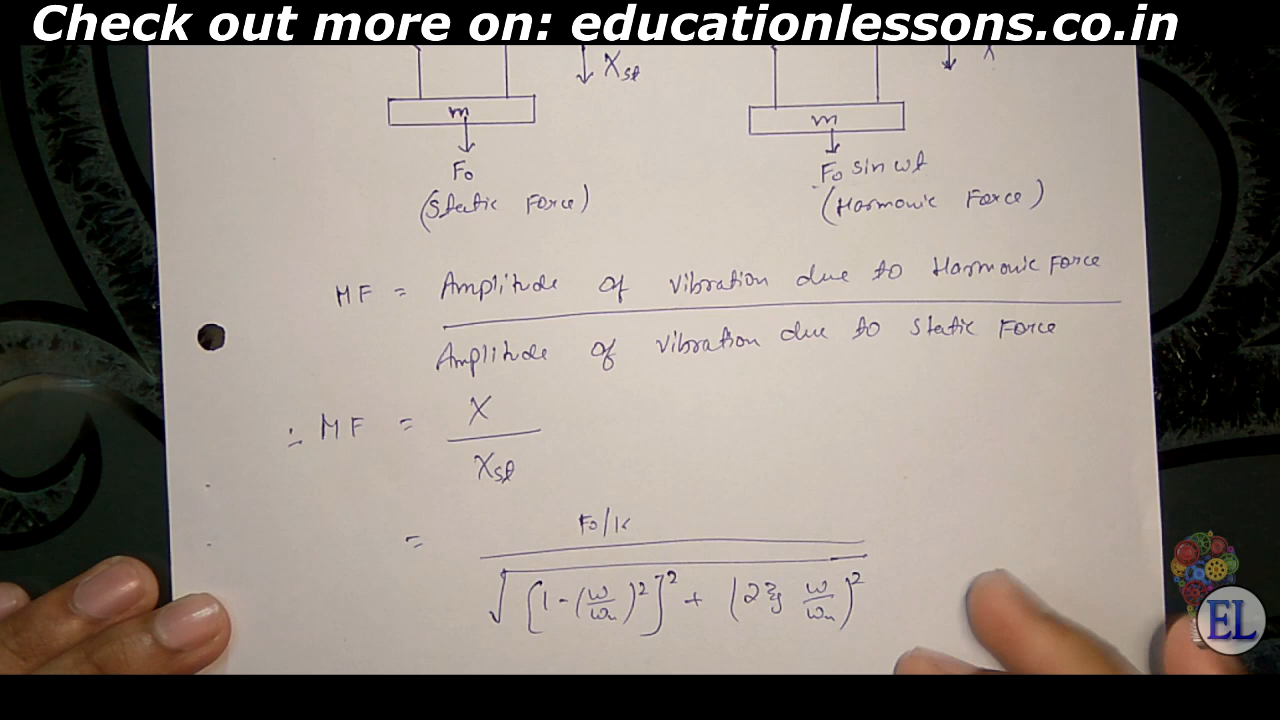 Check out more on: educationlessons.co.in
Xst
X
m
m
F0
F0 sin ωt
(Static Force)
(Harmonic Force)
MF = Amplitude of vibration due to Harmonic Force
Amplitude of vibration due to Static Force
∴ MF = X
Xst
= F0/K
√[1-(ω/ωn)²]² + (2ξ ω/ωn)²
EL